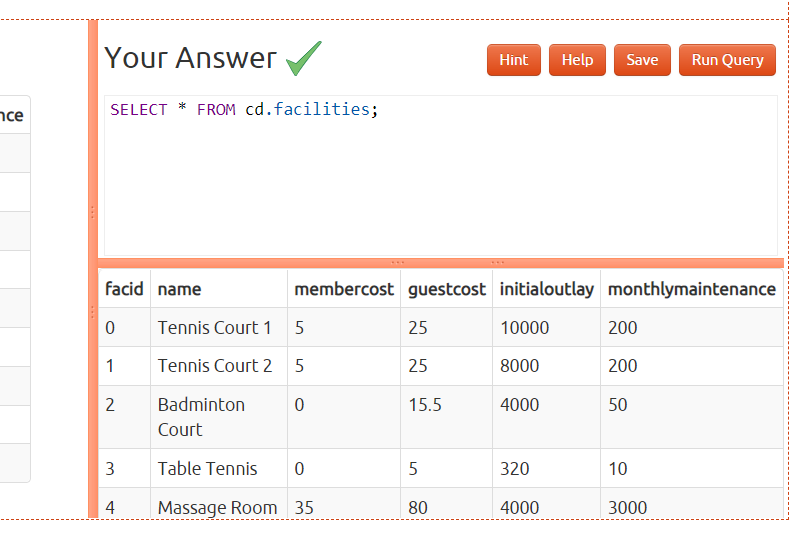 nce
Your Answer
Hint Help Save Run Query
SELECT * FROM cd.facilities;
facid name membercost guestcost initialoutlay monthlymaintenance
0 Tennis Court 1 5 25 10000 200
1 Tennis Court 2 5 25 8000 200
2 Badminton 0 15.5 4000 50
Court
3 Table Tennis 0 5 320 10
4 Massage Room 35 80 4000 3000